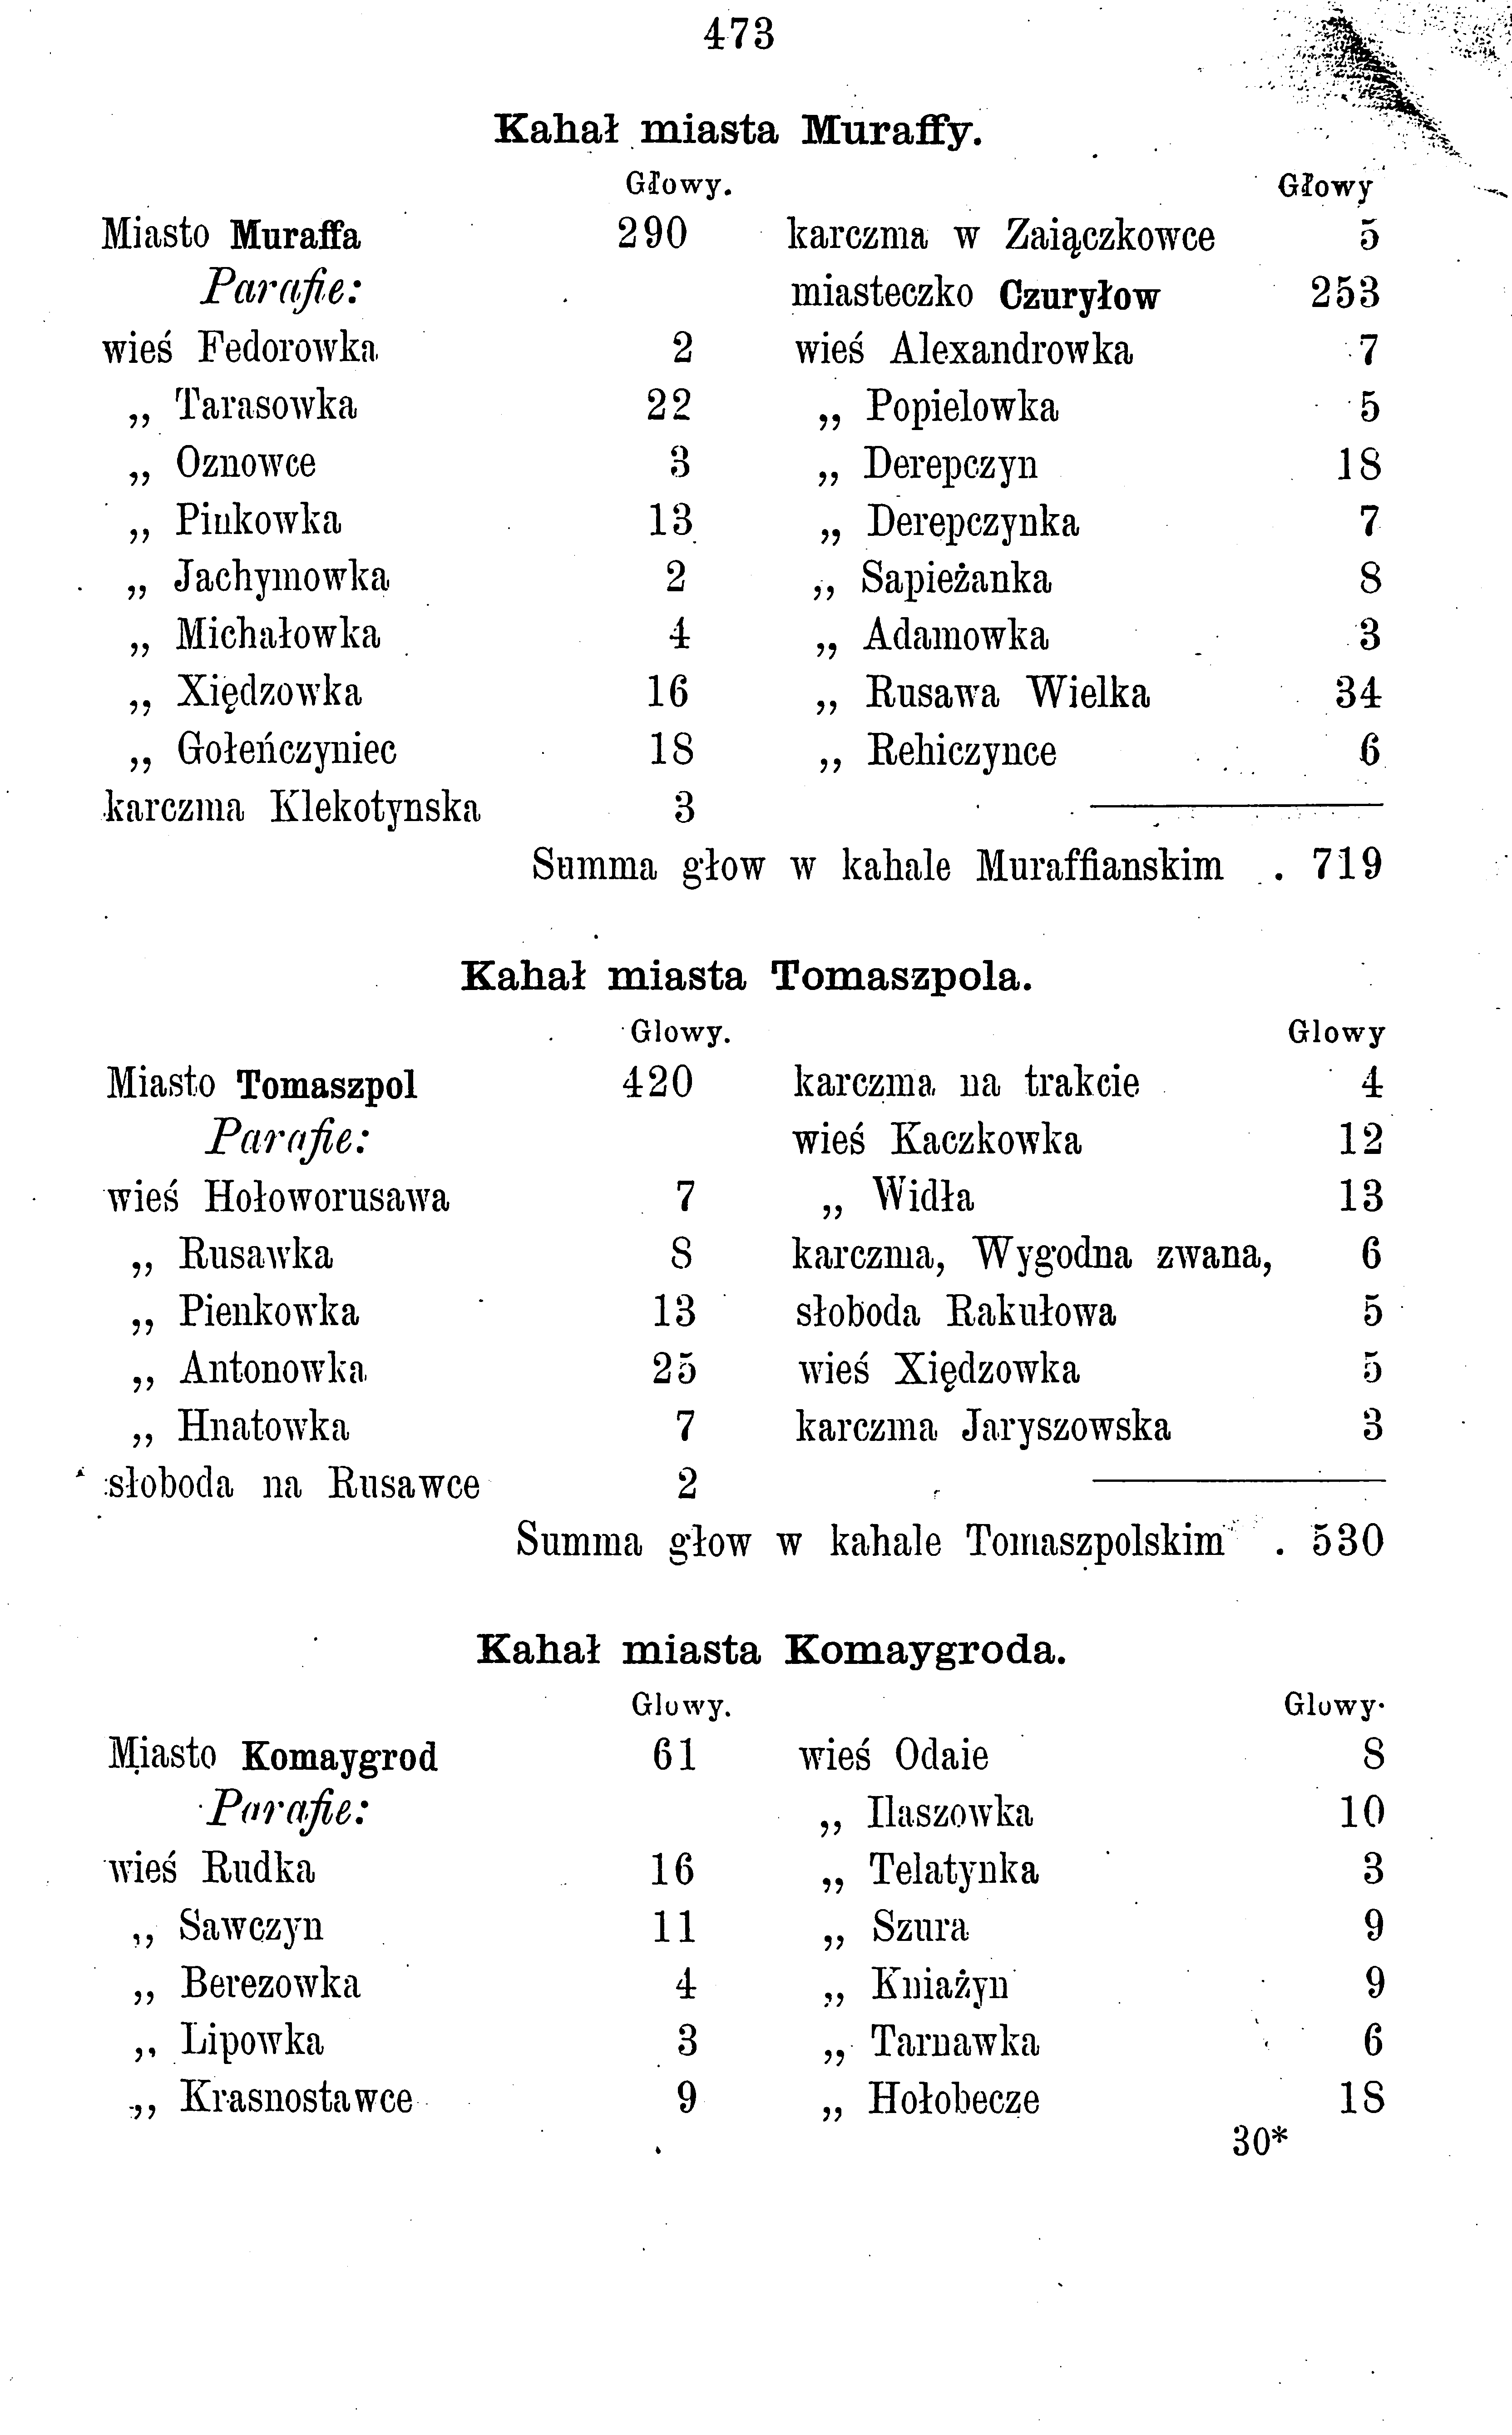 473
Kahał miasta Muraffy.
Głowy.
Miasto Muraffa 290
Parafie:
wieś Fedorowka 2
„ Tarasowka 22
„ Oznowce 3
„ Pinkowka 13
„ Jachymowka 2
„ Michałowka 4
„ Xiędzowka 16
„ Gołeńczyniec 18
karczma Klekotynska 3
Głowy
karczma w Zaiączkowce 5
miasteczko Czuryłow 253
wieś Alexandrowka 7
„ Popielowka 5
„ Derepczyn 18
„ Derepczynka 7
„ Sapieżanka 8
„ Adamowka 3
„ Rusawa Wielka 34
„ Rehiczynce 6
Summa głow w kahale Muraffianskim . 719
Kahał miasta Tomaszpola.
Glowy.
Miasto Tomaszpol 420
Parafie:
wieś Hołoworusawa 7
„ Rusawka 8
„ Pienkowka 13
„ Antonowka 25
„ Hnatowka 7
słoboda na Rusawce 2
Glowy
karczma na trakcie 4
wieś Kaczkowka 12
„ Widła 13
karczma, Wygodna zwana, 6
słoboda Rakułowa 5
wieś Xiędzowka 5
karczma Jaryszowska 3
Summa głow w kahale Tomaszpolskim . 530
Kahał miasta Komaygroda.
Glowy.
Miasto Komaygrod 61
Parafie:
wieś Rudka 16
„ Sawczyn 11
„ Berezowka 4
„ Lipowka 3
„ Krasnostawce 9
Glowy.
wieś Odaie 8
„ Ilaszowka 10
„ Telatynka 3
„ Szura 9
„ Kniażyn 9
„ Tarnawka 6
„ Hołobecze 18
30*